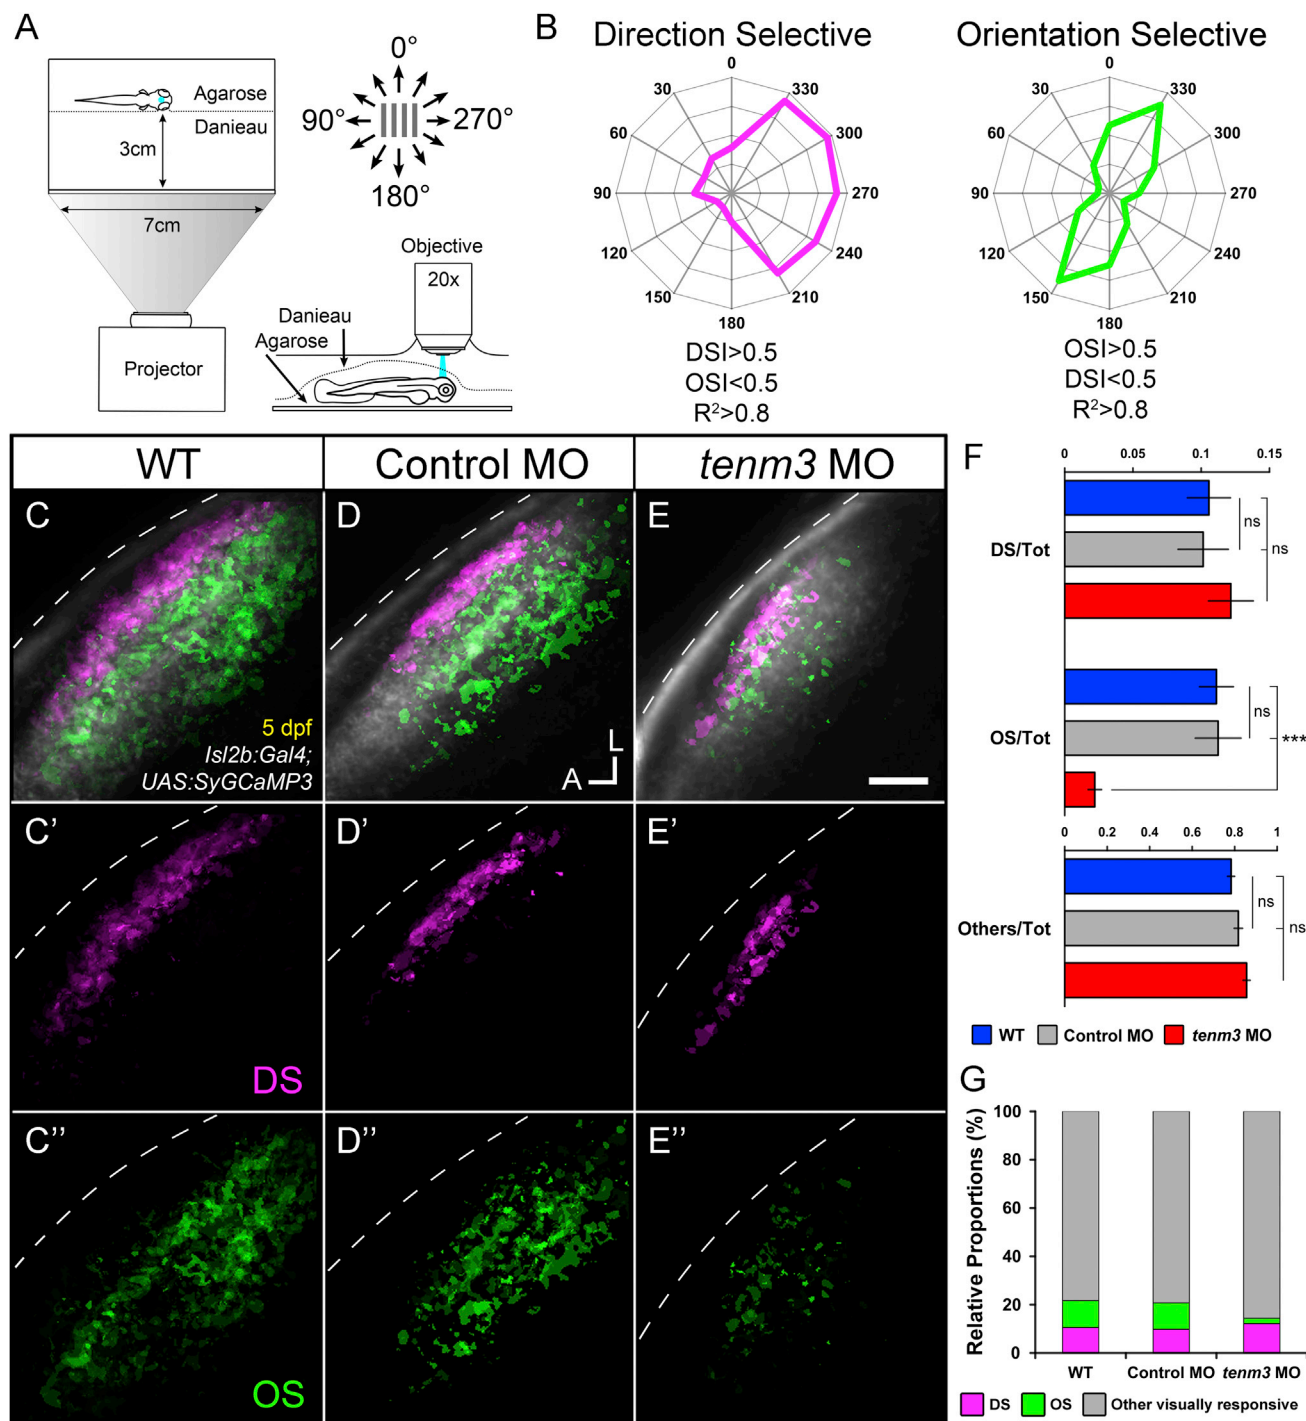 A
Agarose
Danieau
3cm
7cm
Projector
0°
90°
270°
180°
Objective
20x
Danieau
Agarose
B
Direction Selective
0
30
330
60
300
90
270
120
240
150
210
180
DSI>0.5
OSI<0.5
R²>0.8
Orientation Selective
0
30
330
60
300
90
270
120
240
150
210
180
OSI>0.5
DSI<0.5
R²>0.8
WT
Control MO
tenm3 MO
C
5 dpf
Isl2b:Gal4;
UAS:SyGCaMP3
D
L
A
E
C'
DS
D'
E'
C''
OS
D''
E''
F
0 0.05 0.1 0.15
DS/Tot
ns
ns
OS/Tot
ns
***
0 0.2 0.4 0.6 0.8 1
Others/Tot
ns
ns
WT Control MO tenm3 MO
G
Relative Proportions (%)
100
80
60
40
20
0
WT Control MO tenm3 MO
DS OS Other visually responsive